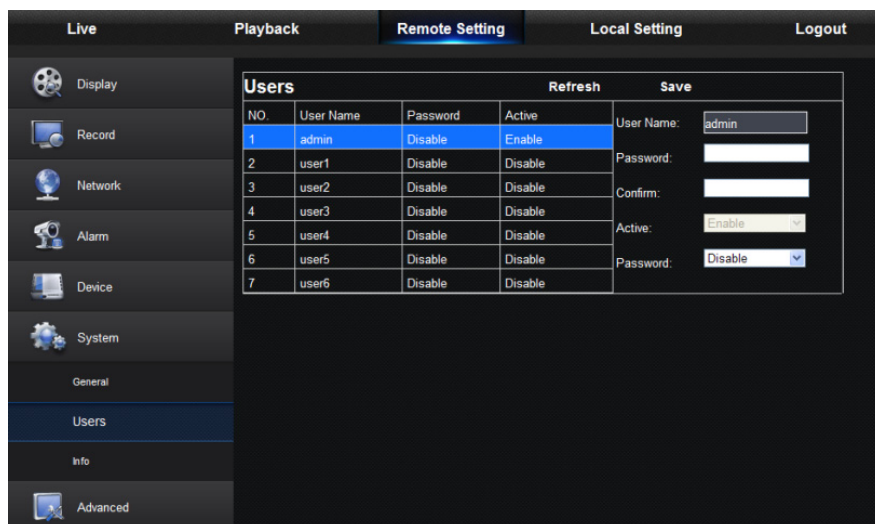 Live Playback Remote Setting Local Setting Logout
Display
Record
Network
Alarm
Device
System
General
Users
Info
Advanced
Users Refresh Save
NO. User Name Password Active
1 admin Disable Enable
2 user1 Disable Disable
3 user2 Disable Disable
4 user3 Disable Disable
5 user4 Disable Disable
6 user5 Disable Disable
7 user6 Disable Disable
User Name: admin
Password:
Confirm:
Active: Enable
Password: Disable